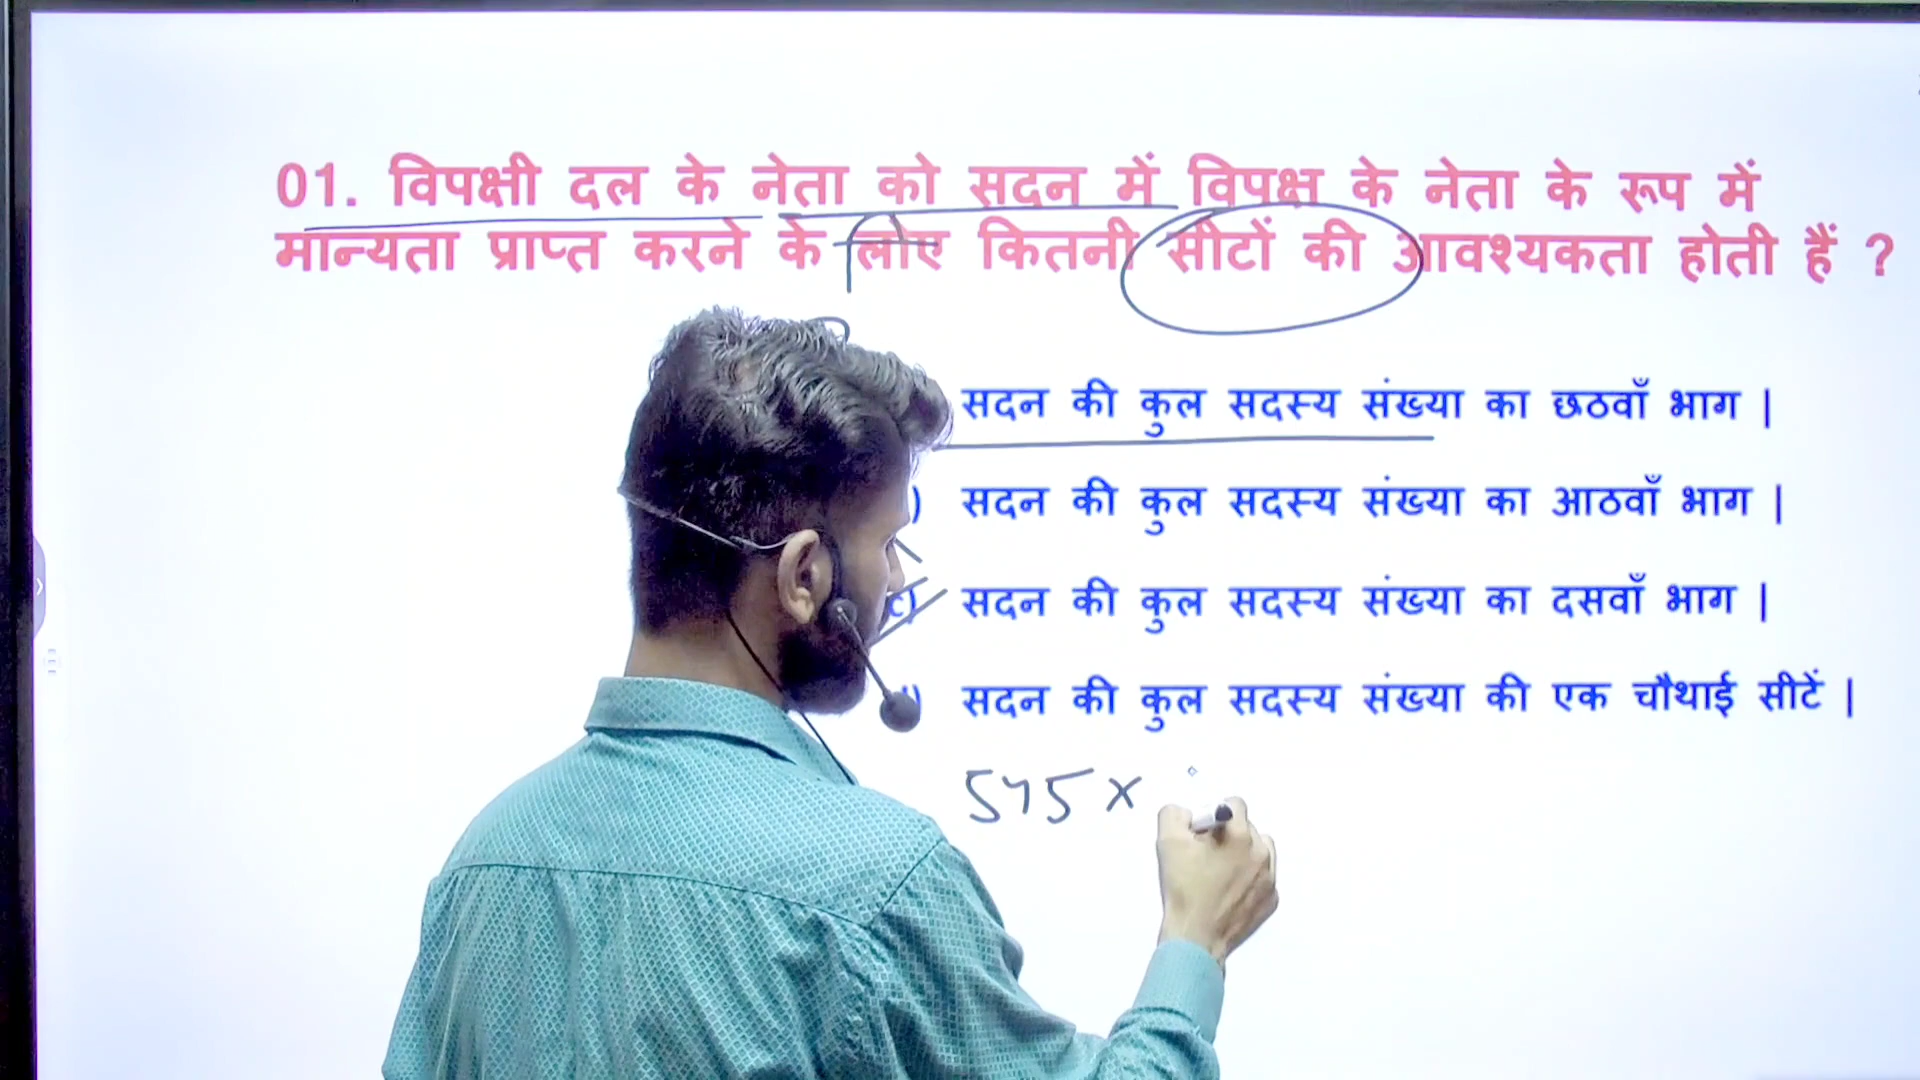 01. विपक्षी दल के नेता को सदन में विपक्ष के नेता के रूप में
मान्यता प्राप्त करने के लिए कितनी सीटों की आवश्यकता होती हैं ?
सदन की कुल सदस्य संख्या का छठवाँ भाग |
) सदन की कुल सदस्य संख्या का आठवाँ भाग |
c) सदन की कुल सदस्य संख्या का दसवाँ भाग |
) सदन की कुल सदस्य संख्या की एक चौथाई सीटें |
545 ×